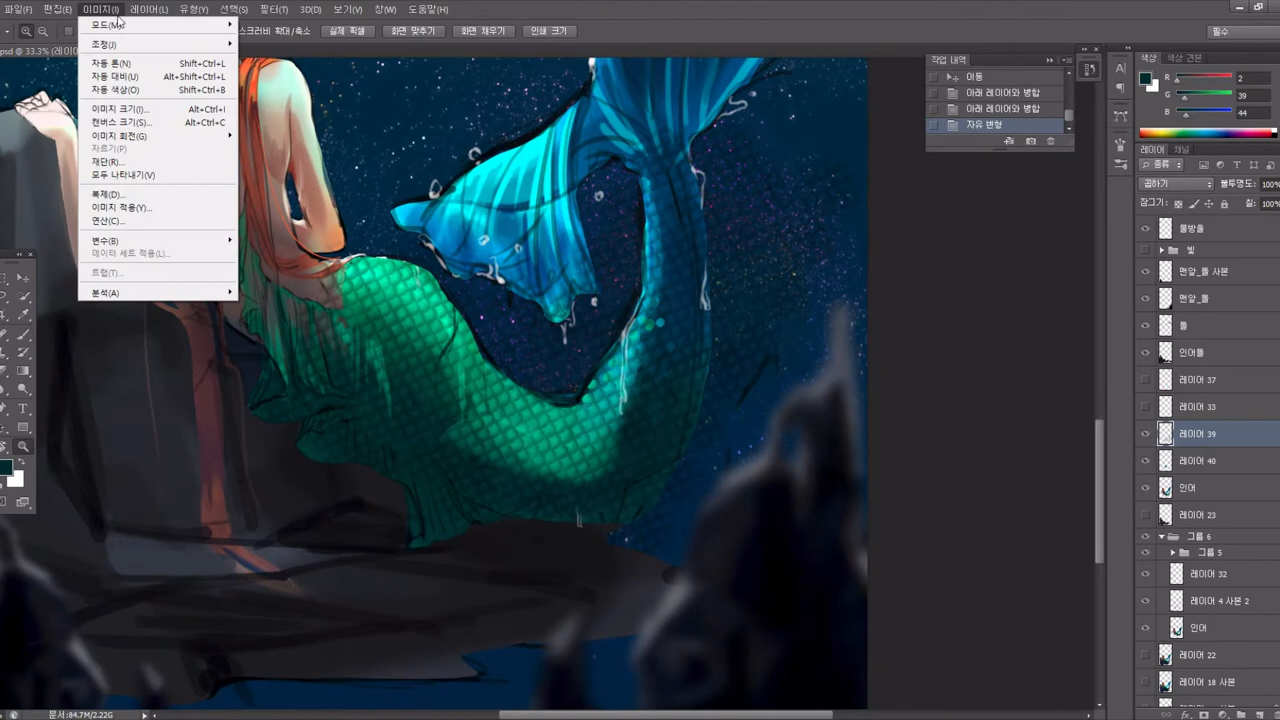 파일(F) 편집(E) 이미지(I) 레이어(L) 유형(Y) 선택(S) 필터(T) 3D(D) 보기(V) 창(W) 도움말(H)
스크러비 확대/축소 실제 픽셀 화면 맞추기 화면 채우기 인쇄 크기 필수
psd @ 33.3%
모드(M)
조정(J)
자동 톤(N) Shift+Ctrl+L
자동 대비(U) Alt+Shift+Ctrl+L
자동 색상(O) Shift+Ctrl+B
이미지 크기(I)... Alt+Ctrl+I
캔버스 크기(S)... Alt+Ctrl+C
이미지 회전(G)
자르기(P)
재단(R)...
모두 나타내기(V)
복제(D)...
이미지 적용(Y)...
연산(C)...
변수(B)
데이터 세트 적용(L)...
트랩(T)...
분석(A)
작업 내역
이동
아래 레이어와 병합
아래 레이어와 병합
자유 변형
색상 색상 견본
R 2
G 39
B 44
레이어 채널
종류
곱하기 불투명도: 100%
잠그기: 칠: 100%
물방울
빛
맨앞_돌 사본
맨앞_돌
돌
인어돌
레이어 37
레이어 33
레이어 39
레이어 40
인어
레이어 23
그룹 6
그룹 5
레이어 32
레이어 4 사본 2
인어
레이어 22
레이어 18 사본
문서:84.7M/2.22G